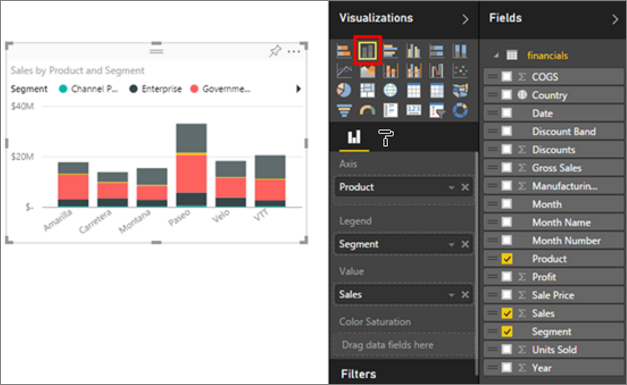 Sales by Product and Segment
Segment Channel P... Enterprise Governme...
$40M
$20M
$-
Amarilla
Carretera
Montana
Paseo
Velo
VTT
Visualizations
Axis
Product
Legend
Segment
Value
Sales
Color Saturation
Drag data fields here
Filters
Fields
financials
Σ COGS
Country
Date
Discount Band
Σ Discounts
Σ Gross Sales
Σ Manufacturin...
Month
Month Name
Month Number
Product
Σ Profit
Σ Sale Price
Σ Sales
Segment
Σ Units Sold
Σ Year